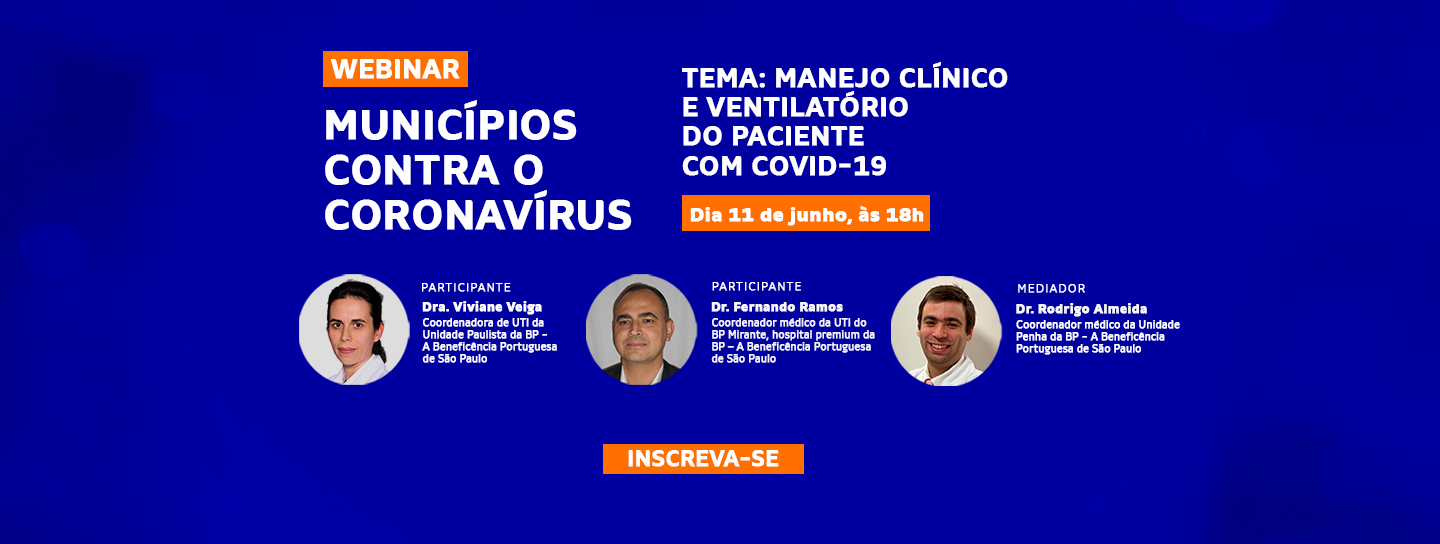 WEBINAR
MUNICÍPIOS
CONTRA O
CORONAVÍRUS
TEMA: MANEJO CLÍNICO
E VENTILATÓRIO
DO PACIENTE
COM COVID-19
Dia 11 de junho, às 18h
PARTICIPANTE
Dra. Viviane Veiga
Coordenadora de UTI da
Unidade Paulista da BP –
A Beneficência Portuguesa
de São Paulo
PARTICIPANTE
Dr. Fernando Ramos
Coordenador médico da UTI do
BP Mirante, hospital premium da
BP – A Beneficência Portuguesa
de São Paulo
MEDIADOR
Dr. Rodrigo Almeida
Coordenador médico da Unidade
Penha da BP – A Beneficência
Portuguesa de São Paulo
INSCREVA-SE